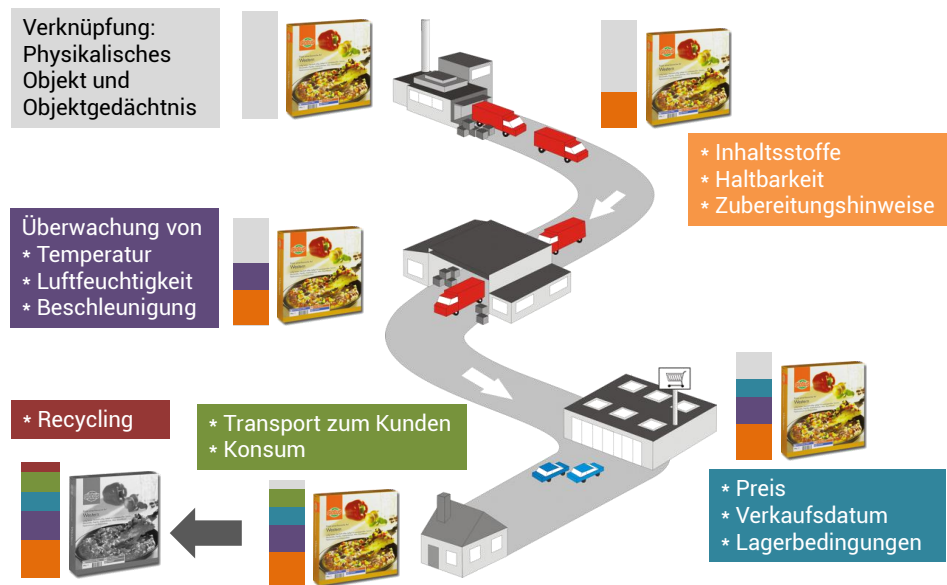 Verknüpfung:
Physikalisches
Objekt und
Objektgedächtnis
* Inhaltsstoffe
* Haltbarkeit
* Zubereitungshinweise
Überwachung von
* Temperatur
* Luftfeuchtigkeit
* Beschleunigung
* Preis
* Verkaufsdatum
* Lagerbedingungen
* Transport zum Kunden
* Konsum
* Recycling